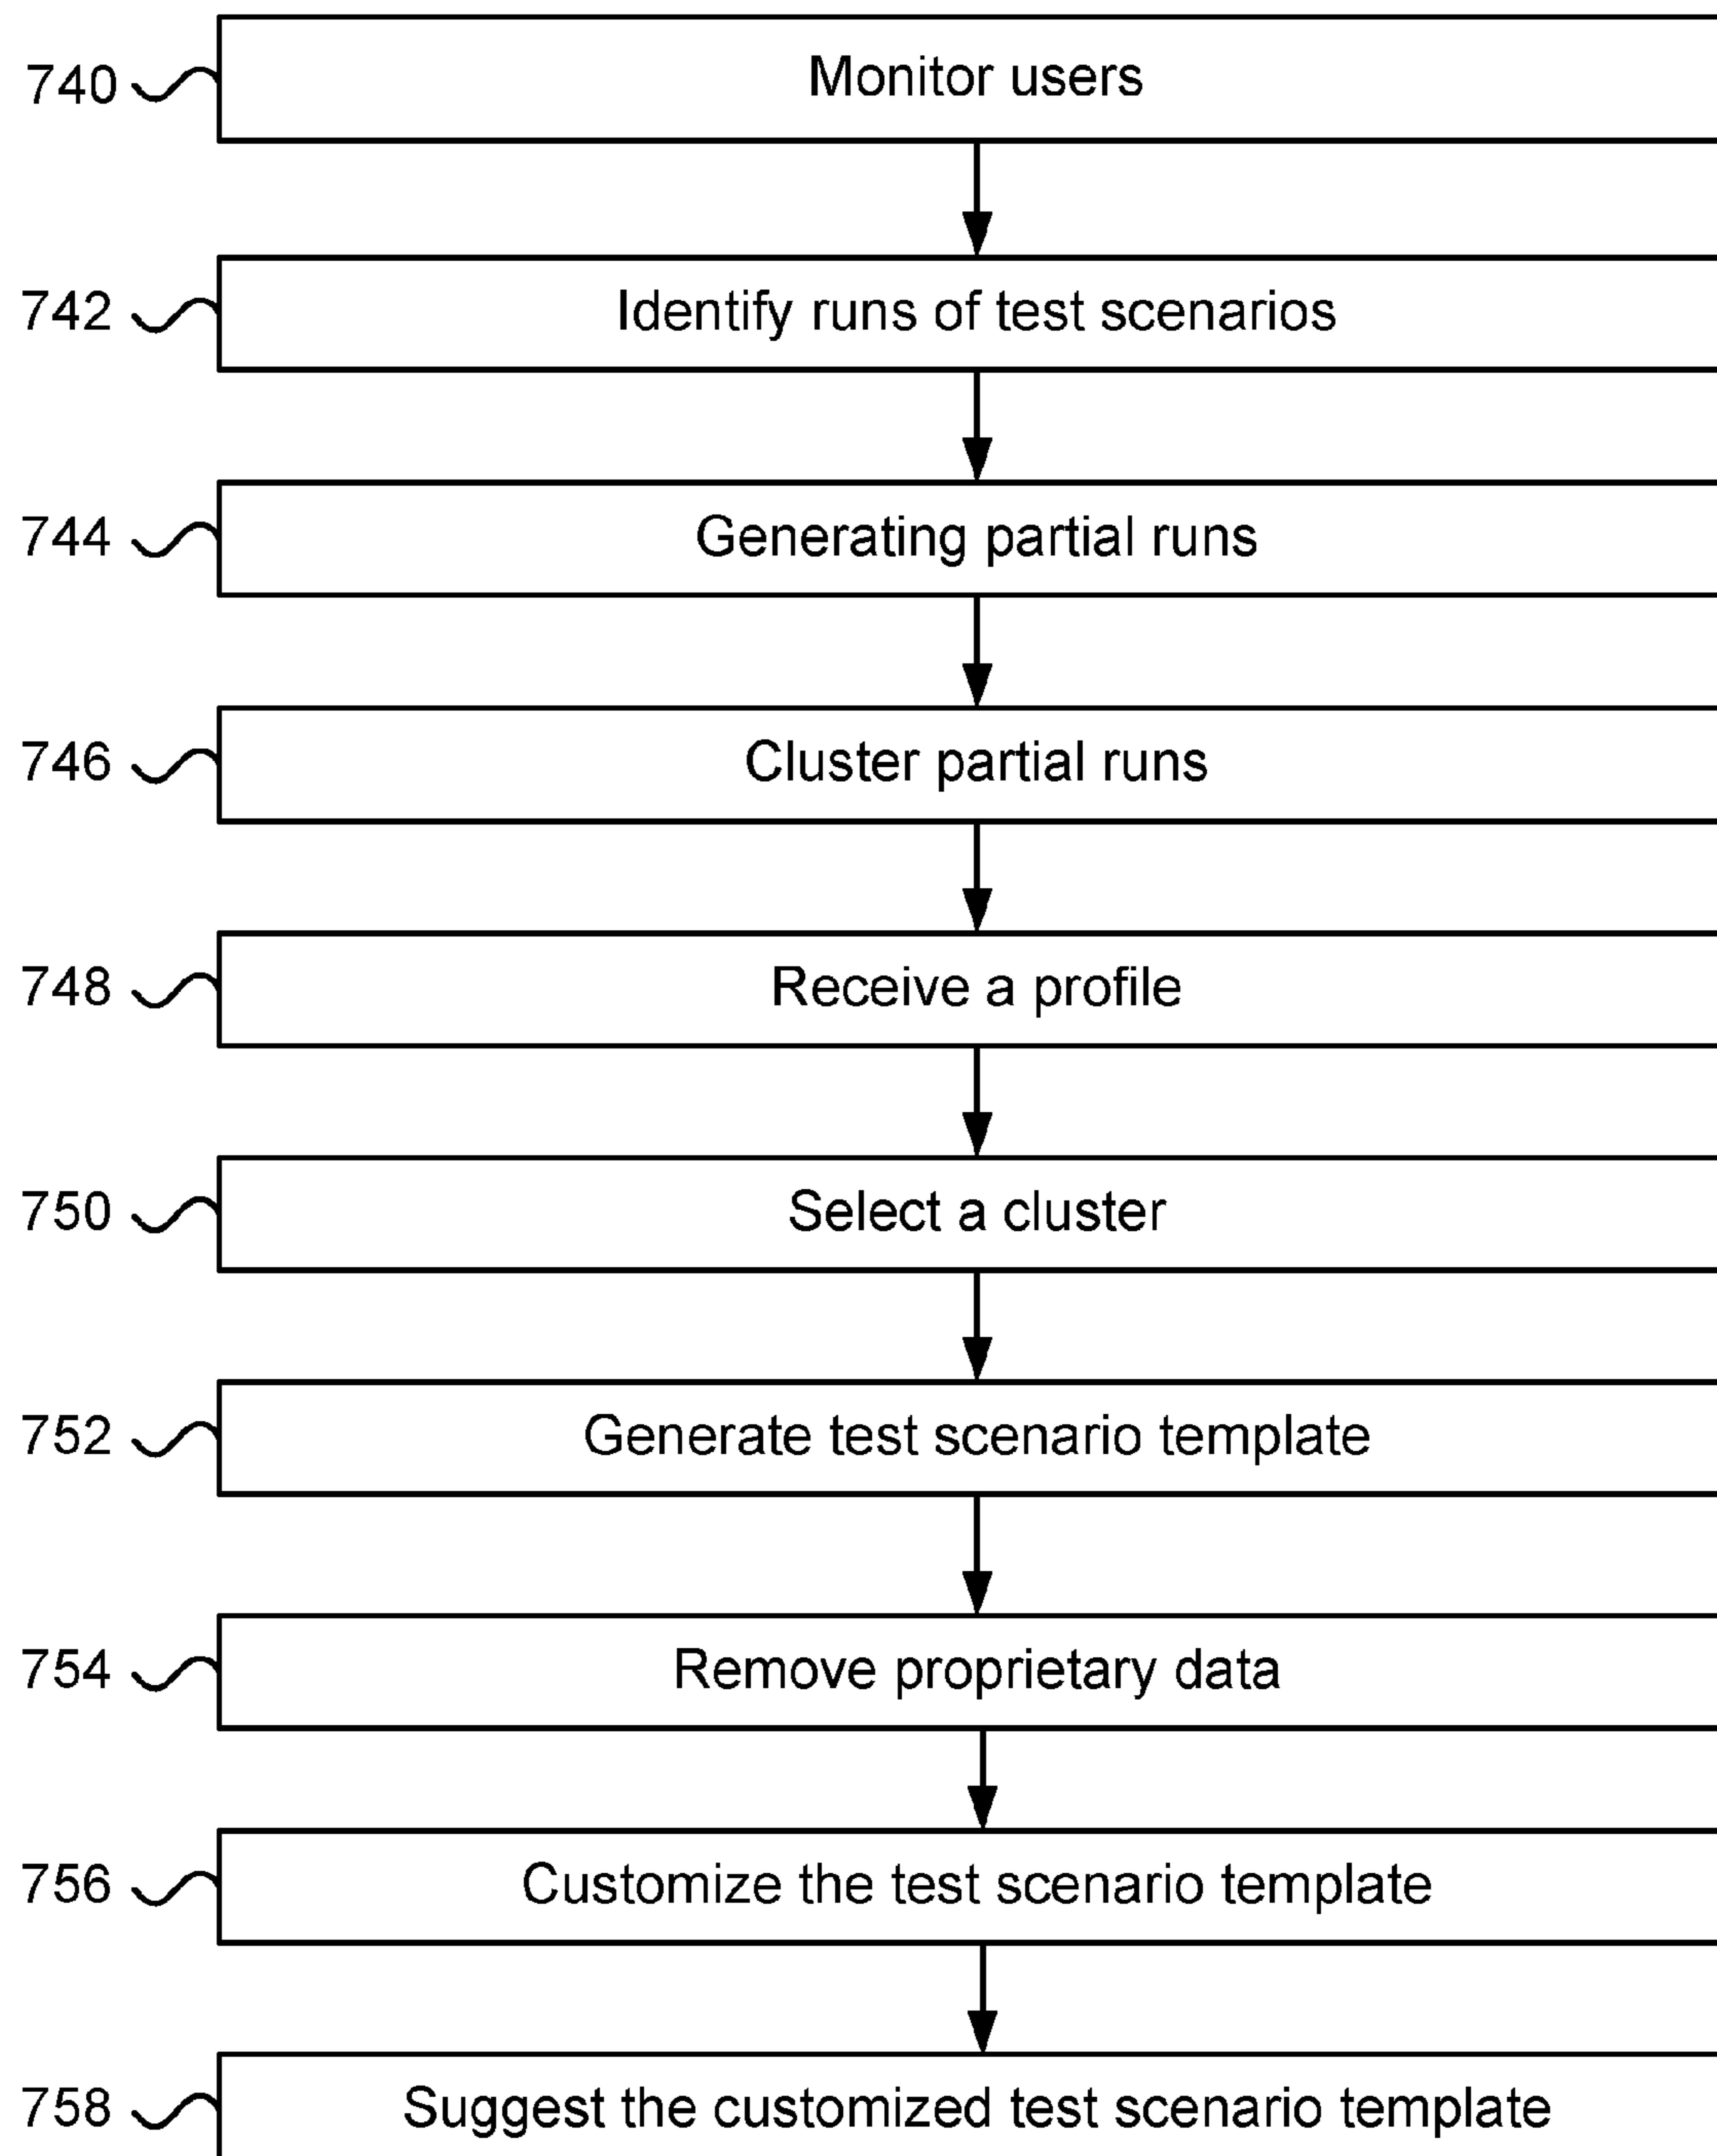 740 Monitor users
742 Identify runs of test scenarios
744 Generating partial runs
746 Cluster partial runs
748 Receive a profile
750 Select a cluster
752 Generate test scenario template
754 Remove proprietary data
756 Customize the test scenario template
758 Suggest the customized test scenario template